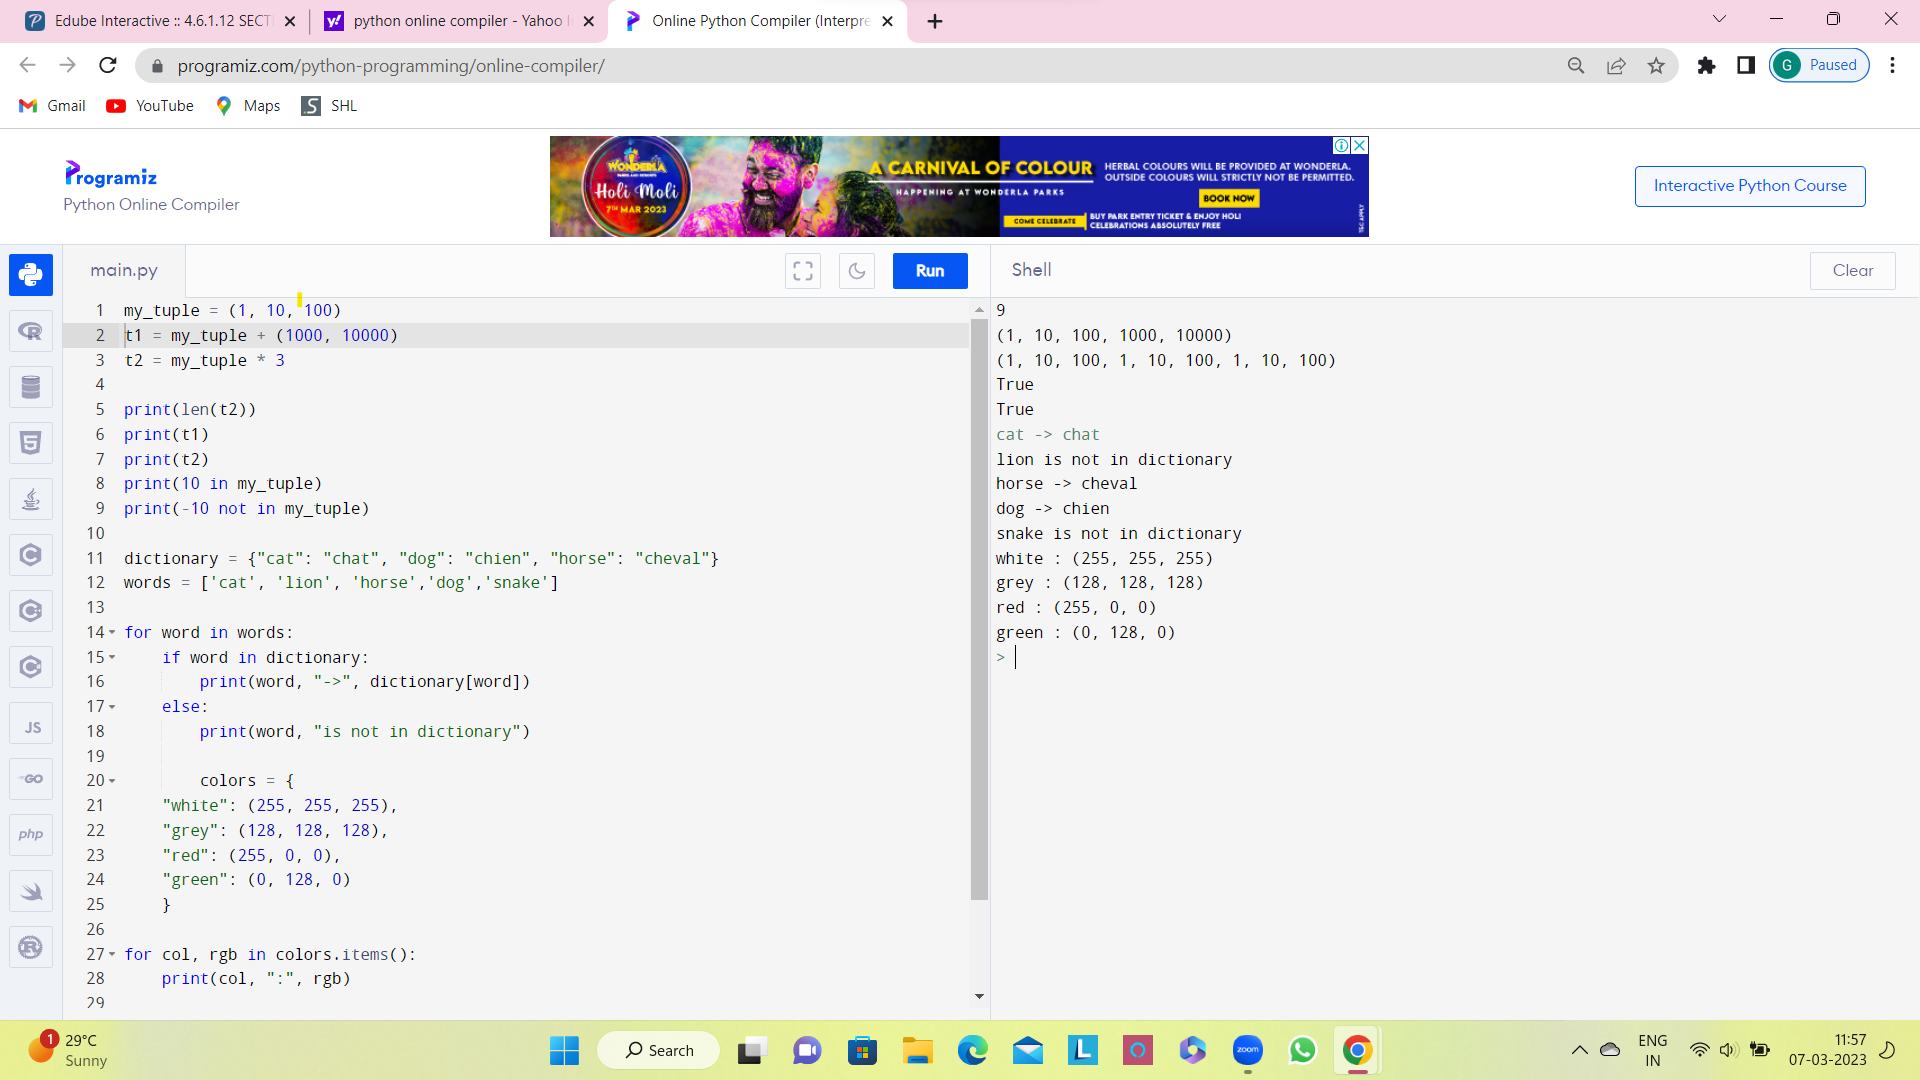 Edube Interactive :: 4.6.1.12 SECTI
python online compiler - Yahoo I
Online Python Compiler (Interpre
programiz.com/python-programming/online-compiler/
G Paused
Gmail YouTube Maps SHL
Programiz
Python Online Compiler
WONDERLA
Holi Moli
7TH MAR 2023
A CARNIVAL OF COLOUR
HAPPENING AT WONDERLA PARKS
HERBAL COLOURS WILL BE PROVIDED AT WONDERLA.
OUTSIDE COLOURS WILL STRICTLY NOT BE PERMITTED.
BOOK NOW
COME CELEBRATE
BUY PARK ENTRY TICKET & ENJOY HOLI
CELEBRATIONS ABSOLUTELY FREE
T&C APPLY
Interactive Python Course
main.py
Run
Shell
Clear
1 my_tuple = (1, 10, 100)
2 t1 = my_tuple + (1000, 10000)
3 t2 = my_tuple * 3
4
5 print(len(t2))
6 print(t1)
7 print(t2)
8 print(10 in my_tuple)
9 print(-10 not in my_tuple)
10
11 dictionary = {"cat": "chat", "dog": "chien", "horse": "cheval"}
12 words = ['cat', 'lion', 'horse','dog','snake']
13
14 for word in words:
15     if word in dictionary:
16         print(word, "->", dictionary[word])
17     else:
18         print(word, "is not in dictionary")
19
20         colors = {
21     "white": (255, 255, 255),
22     "grey": (128, 128, 128),
23     "red": (255, 0, 0),
24     "green": (0, 128, 0)
25     }
26
27 for col, rgb in colors.items():
28     print(col, ":", rgb)
29
9
(1, 10, 100, 1000, 10000)
(1, 10, 100, 1, 10, 100, 1, 10, 100)
True
True
cat -> chat
lion is not in dictionary
horse -> cheval
dog -> chien
snake is not in dictionary
white : (255, 255, 255)
grey : (128, 128, 128)
red : (255, 0, 0)
green : (0, 128, 0)
>
JS
GO
php
1
29°C
Sunny
Search
zoom
ENG
IN
11:57
07-03-2023